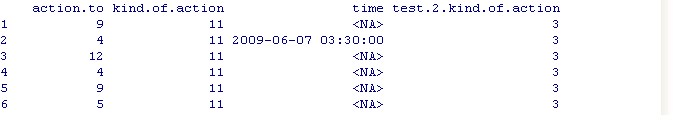 action.to kind.of.action time test.2.kind.of.action
1 9 11 <NA> 3
2 4 11 2009-06-07 03:30:00 3
3 12 11 <NA> 3
4 4 11 <NA> 3
5 9 11 <NA> 3
6 5 11 <NA> 3